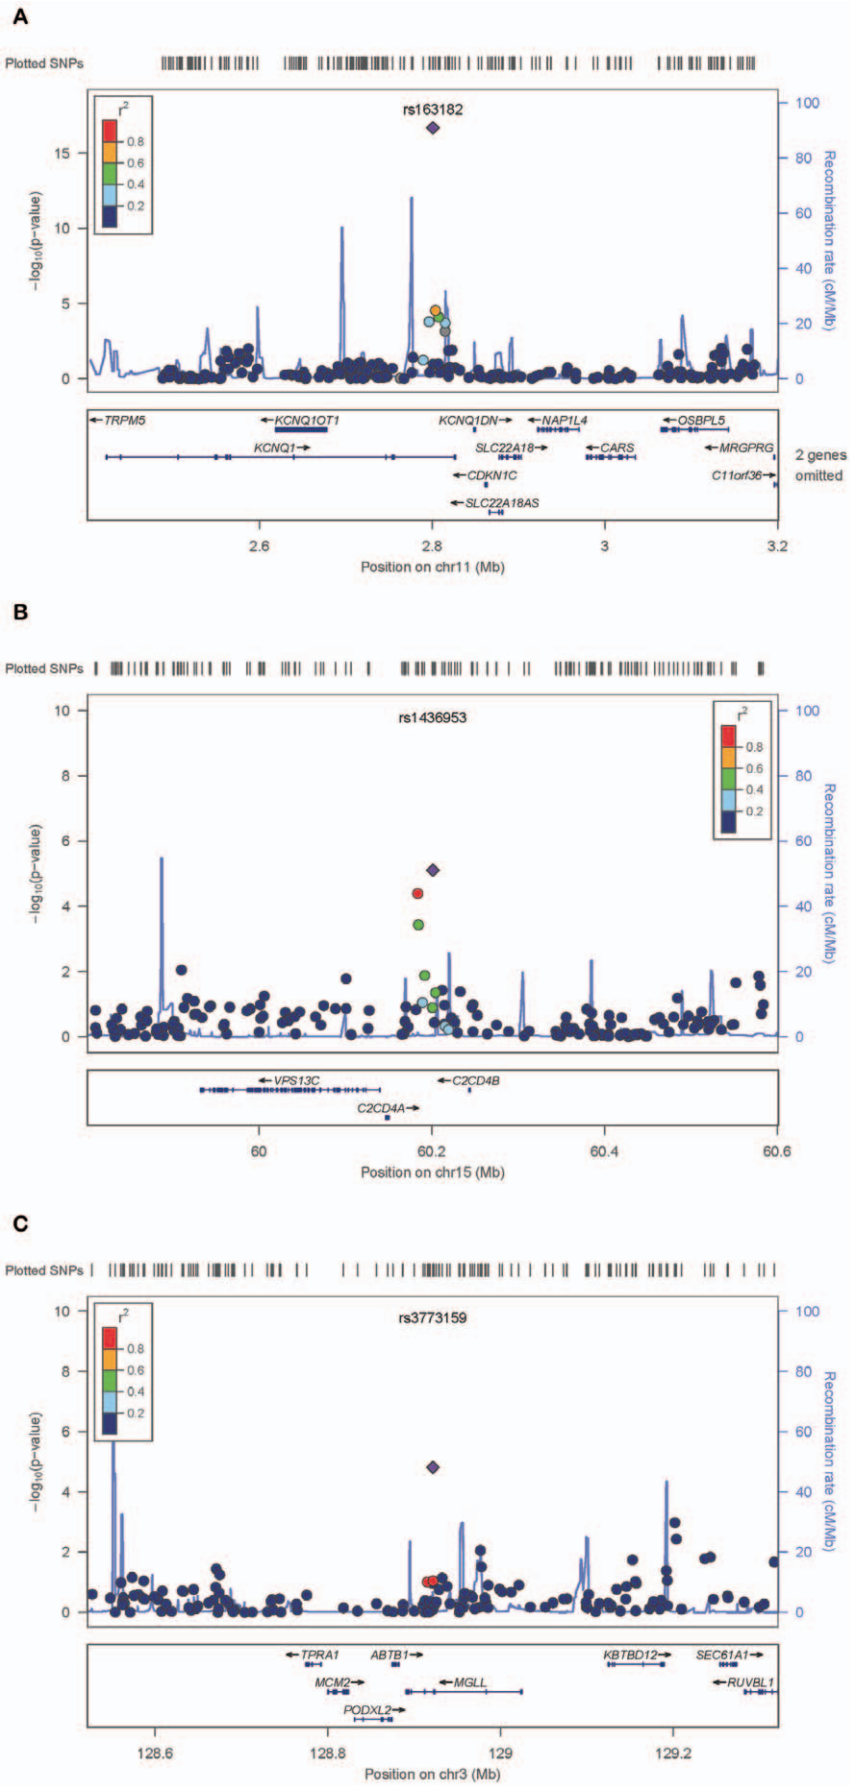 A
Plotted SNPs
rs163182
r²
0.8
0.6
0.4
0.2
15
10
5
0
−log₁₀(p−value)
100
80
60
40
20
0
Recombination rate (cM/Mb)
←TRPM5
←KCNQ1OT1
KCNQ1DN→
←NAP1L4
←OSBPL5
KCNQ1→
SLC22A18→
←CARS
←MRGPRG
2 genes
←CDKN1C
C11orf36→
omitted
←SLC22A18AS
2.6
2.8
3
3.2
Position on chr11 (Mb)
B
Plotted SNPs
rs1436953
r²
0.8
0.6
0.4
0.2
10
8
6
4
2
0
−log₁₀(p−value)
100
80
60
40
20
0
Recombination rate (cM/Mb)
←VPS13C
←C2CD4B
C2CD4A→
60
60.2
60.4
60.6
Position on chr15 (Mb)
C
Plotted SNPs
rs3773159
r²
0.8
0.6
0.4
0.2
10
8
6
4
2
0
−log₁₀(p−value)
100
80
60
40
20
0
Recombination rate (cM/Mb)
←TPRA1
ABTB1→
KBTBD12→
SEC61A1→
MCM2→
←MGLL
←RUVBL1
PODXL2→
128.6
128.8
129
129.2
Position on chr3 (Mb)